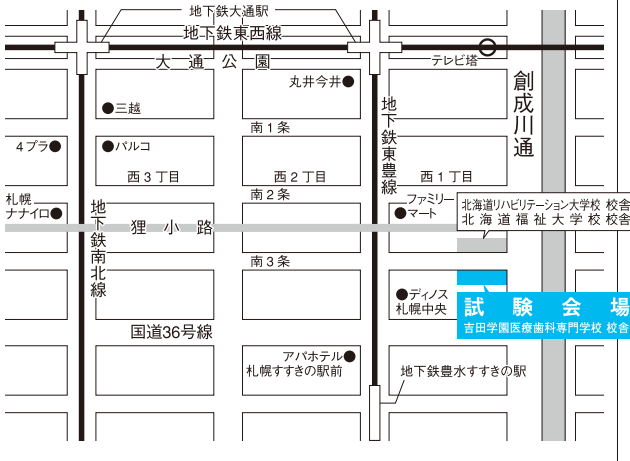 地下鉄大通駅
地下鉄東西線
大通公園
テレビ塔
丸井今井
創成川通
三越
地下鉄東豊線
南1条
4プラ
パルコ
西3丁目
西2丁目
西1丁目
南2条
札幌
ナナイロ
地下鉄南北線
ファミリー
マート
北海道リハビリテーション大学校 校舎
北海道福祉大学校 校舎
狸小路
南3条
ディノス
札幌中央
試験会場
吉田学園医療歯科専門学校 校舎
国道36号線
アパホテル
札幌すすきの駅前
地下鉄豊水すすきの駅